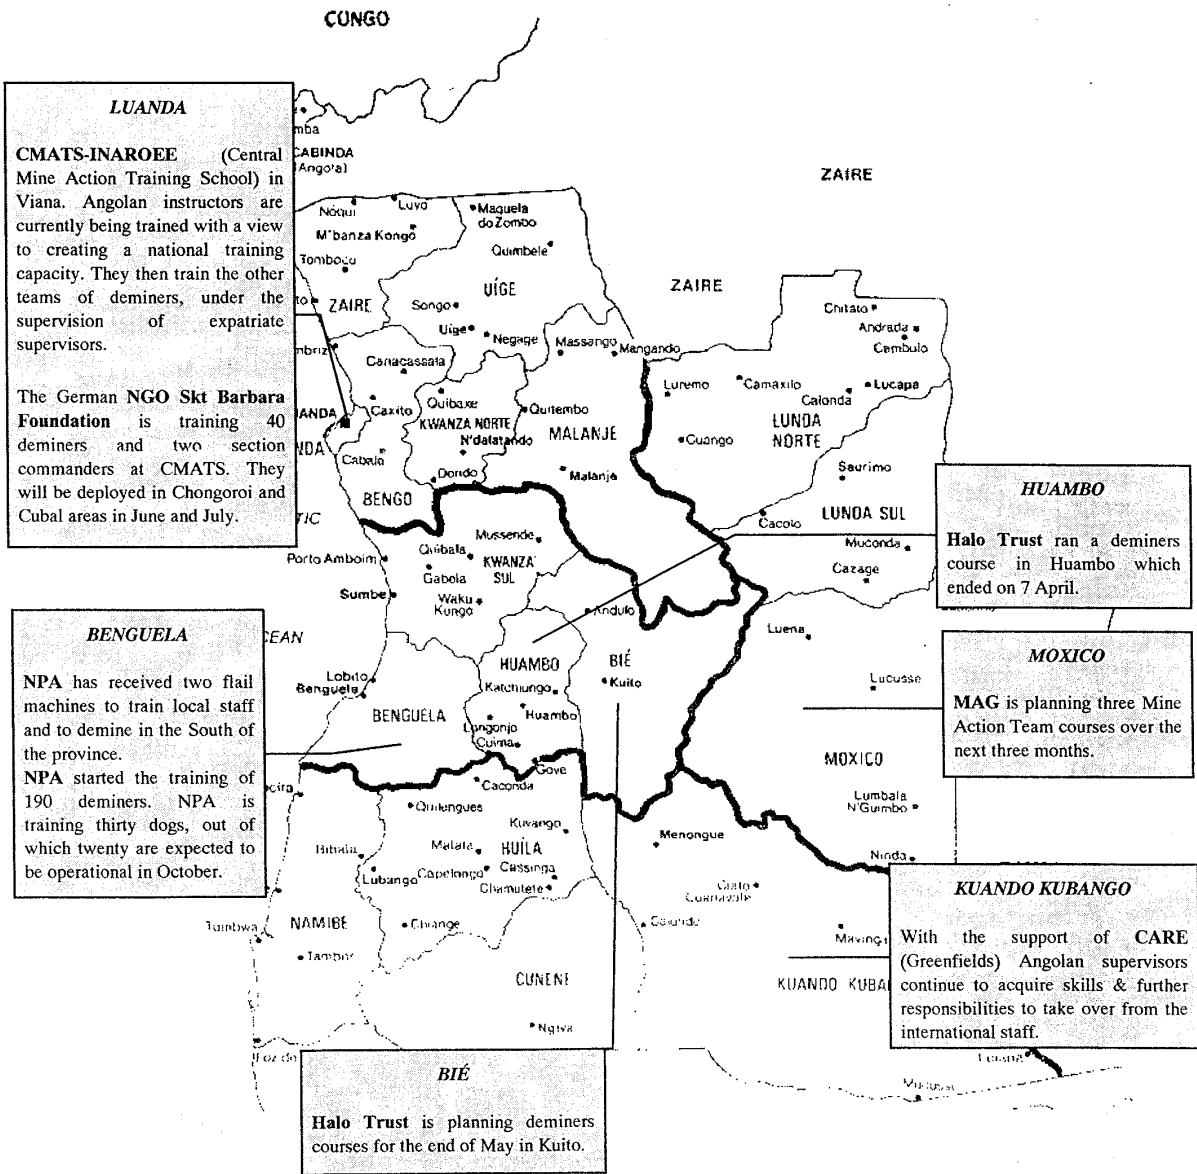 CONGO
LUANDA
CMATS-INAROEE (Central
Mine Action Training School) in
Viana. Angolan instructors are
currently being trained with a view
to creating a national training
capacity. They then train the other
teams of deminers, under the
supervision of expatriate
supervisors.
The German NGO Skt Barbara
Foundation is training 40
deminers and two section
commanders at CMATS. They
will be deployed in Chongoroi and
Cubal areas in June and July.
CABINDA
(Angola)
ZAIRE
Nóqui
Luvo
Maquela
do Zombo
M'banza Kongo
Quimbele
Tomboco
UÍGE
ZAIRE
ZAIRE
Songo
Uíge
Negage
Massango
Mangando
Chitato
Andrada
Cambulo
Canacassala
Luremo
Camaxilo
Lucapa
Calonda
Caxito
Quibaxe
Quitembo
KWANZA NORTE
N'dalatando
MALANJE
LUNDA
NORTE
Cuango
Cabala
Dondo
Malanje
Saurimo
BENGO
Cacolo
LUNDA SUL
HUAMBO
Halo Trust ran a deminers
course in Huambo which
ended on 7 April.
Mussende
Muconda
Porto Amboim
Quibala
KWANZA
SUL
Gabela
Cazage
Sumbe
Waku
Kungo
Andulo
Luena
BENGUELA
NPA has received two flail
machines to train local staff
and to demine in the South of
the province.
NPA started the training of
190 deminers. NPA is
training thirty dogs, out of
which twenty are expected to
be operational in October.
HUAMBO
BIÉ
Kuito
Lucusse
MOXICO
MAG is planning three Mine
Action Team courses over the
next three months.
Lobito
Benguela
Katchiungo
BENGUELA
Huambo
Longonjo
Cuima
Gove
MOXICO
Caconda
Lumbala
N'Guimbo
Quilengues
Kuvango
Menongue
Bibala
Matala
HUÍLA
Ninda
Lubango
Capelongo
Cassinga
Chamutete
Cuito
Cuanavale
KUANDO KUBANGO
With the support of CARE
(Greenfields) Angolan supervisors
continue to acquire skills & further
responsibilities to take over from the
international staff.
NAMIBE
Chiange
Caiundo
Tombwa
CUNENE
KUANDO KUBA
Ngiva
BIÉ
Halo Trust is planning deminers
courses for the end of May in Kuito.